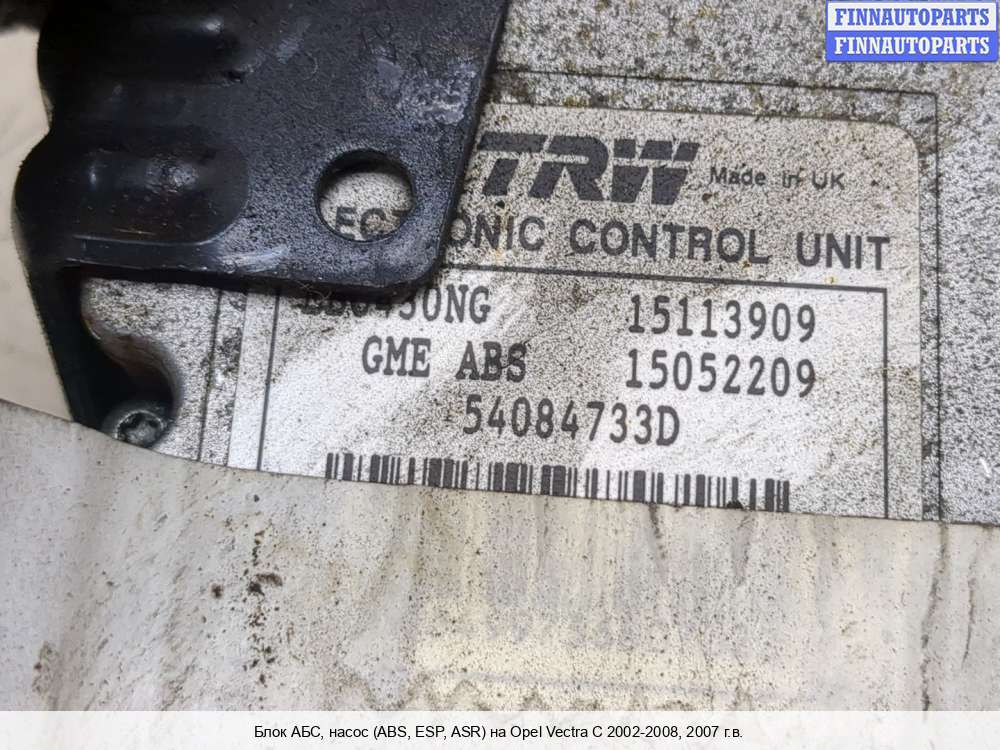 FINNAUTOPARTS
FINNAUTOPARTS
TRW Made in UK
CONTROL UNIT
15113909
GME ABS 15052209
54084733D
Блок АБС, насос (ABS, ESP, ASR) на Opel Vectra C 2002-2008, 2007 г.в.